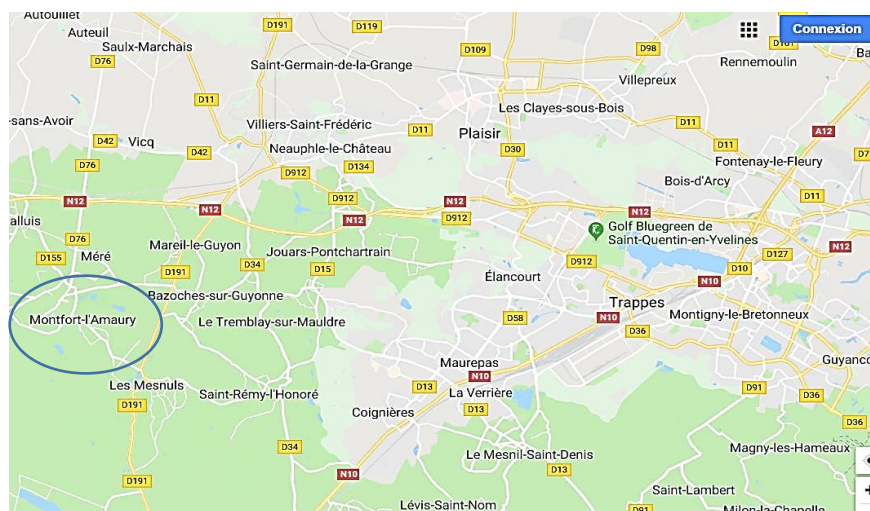 Autouillet
D191
D119
Connexion
Auteuil
Saulx-Marchais
D109
D98
Rennemoulin
D76
Saint-Germain-de-la-Grange
Villepreux
D11
Les Clayes-sous-Bois
-sans-Avoir
Villiers-Saint-Frédéric
D11
Plaisir
D11
A12
D42
Vicq
D42
Neauphle-le-Château
D30
D11
D76
D912
D134
Fontenay-le-Fleury
Bois-d'Arcy
D11
N12
N12
D912
N12
N12
D912
N12
alluis
D76
Golf Bluegreen de
Saint-Quentin-en-Yvelines
N12
D155
Méré
Mareil-le-Guyon
Jouars-Pontchartrain
D127
D191
D34
D15
D912
D10
Élancourt
N10
Bazoches-sur-Guyonne
Trappes
Montfort-l'Amaury
Le Tremblay-sur-Mauldre
D58
N10
D36
Montigny-le-Bretonneux
Maurepas
Guyanc
Les Mesnuls
N10
D13
La Verrière
D91
D36
D191
Saint-Rémy-l'Honoré
Coignières
D13
D36
D34
Le Mesnil-Saint-Denis
Magny-les-Hameaux
D13
D191
N10
Saint-Lambert
Lévis-Saint-Nom
D91
Milon-la-Chapelle